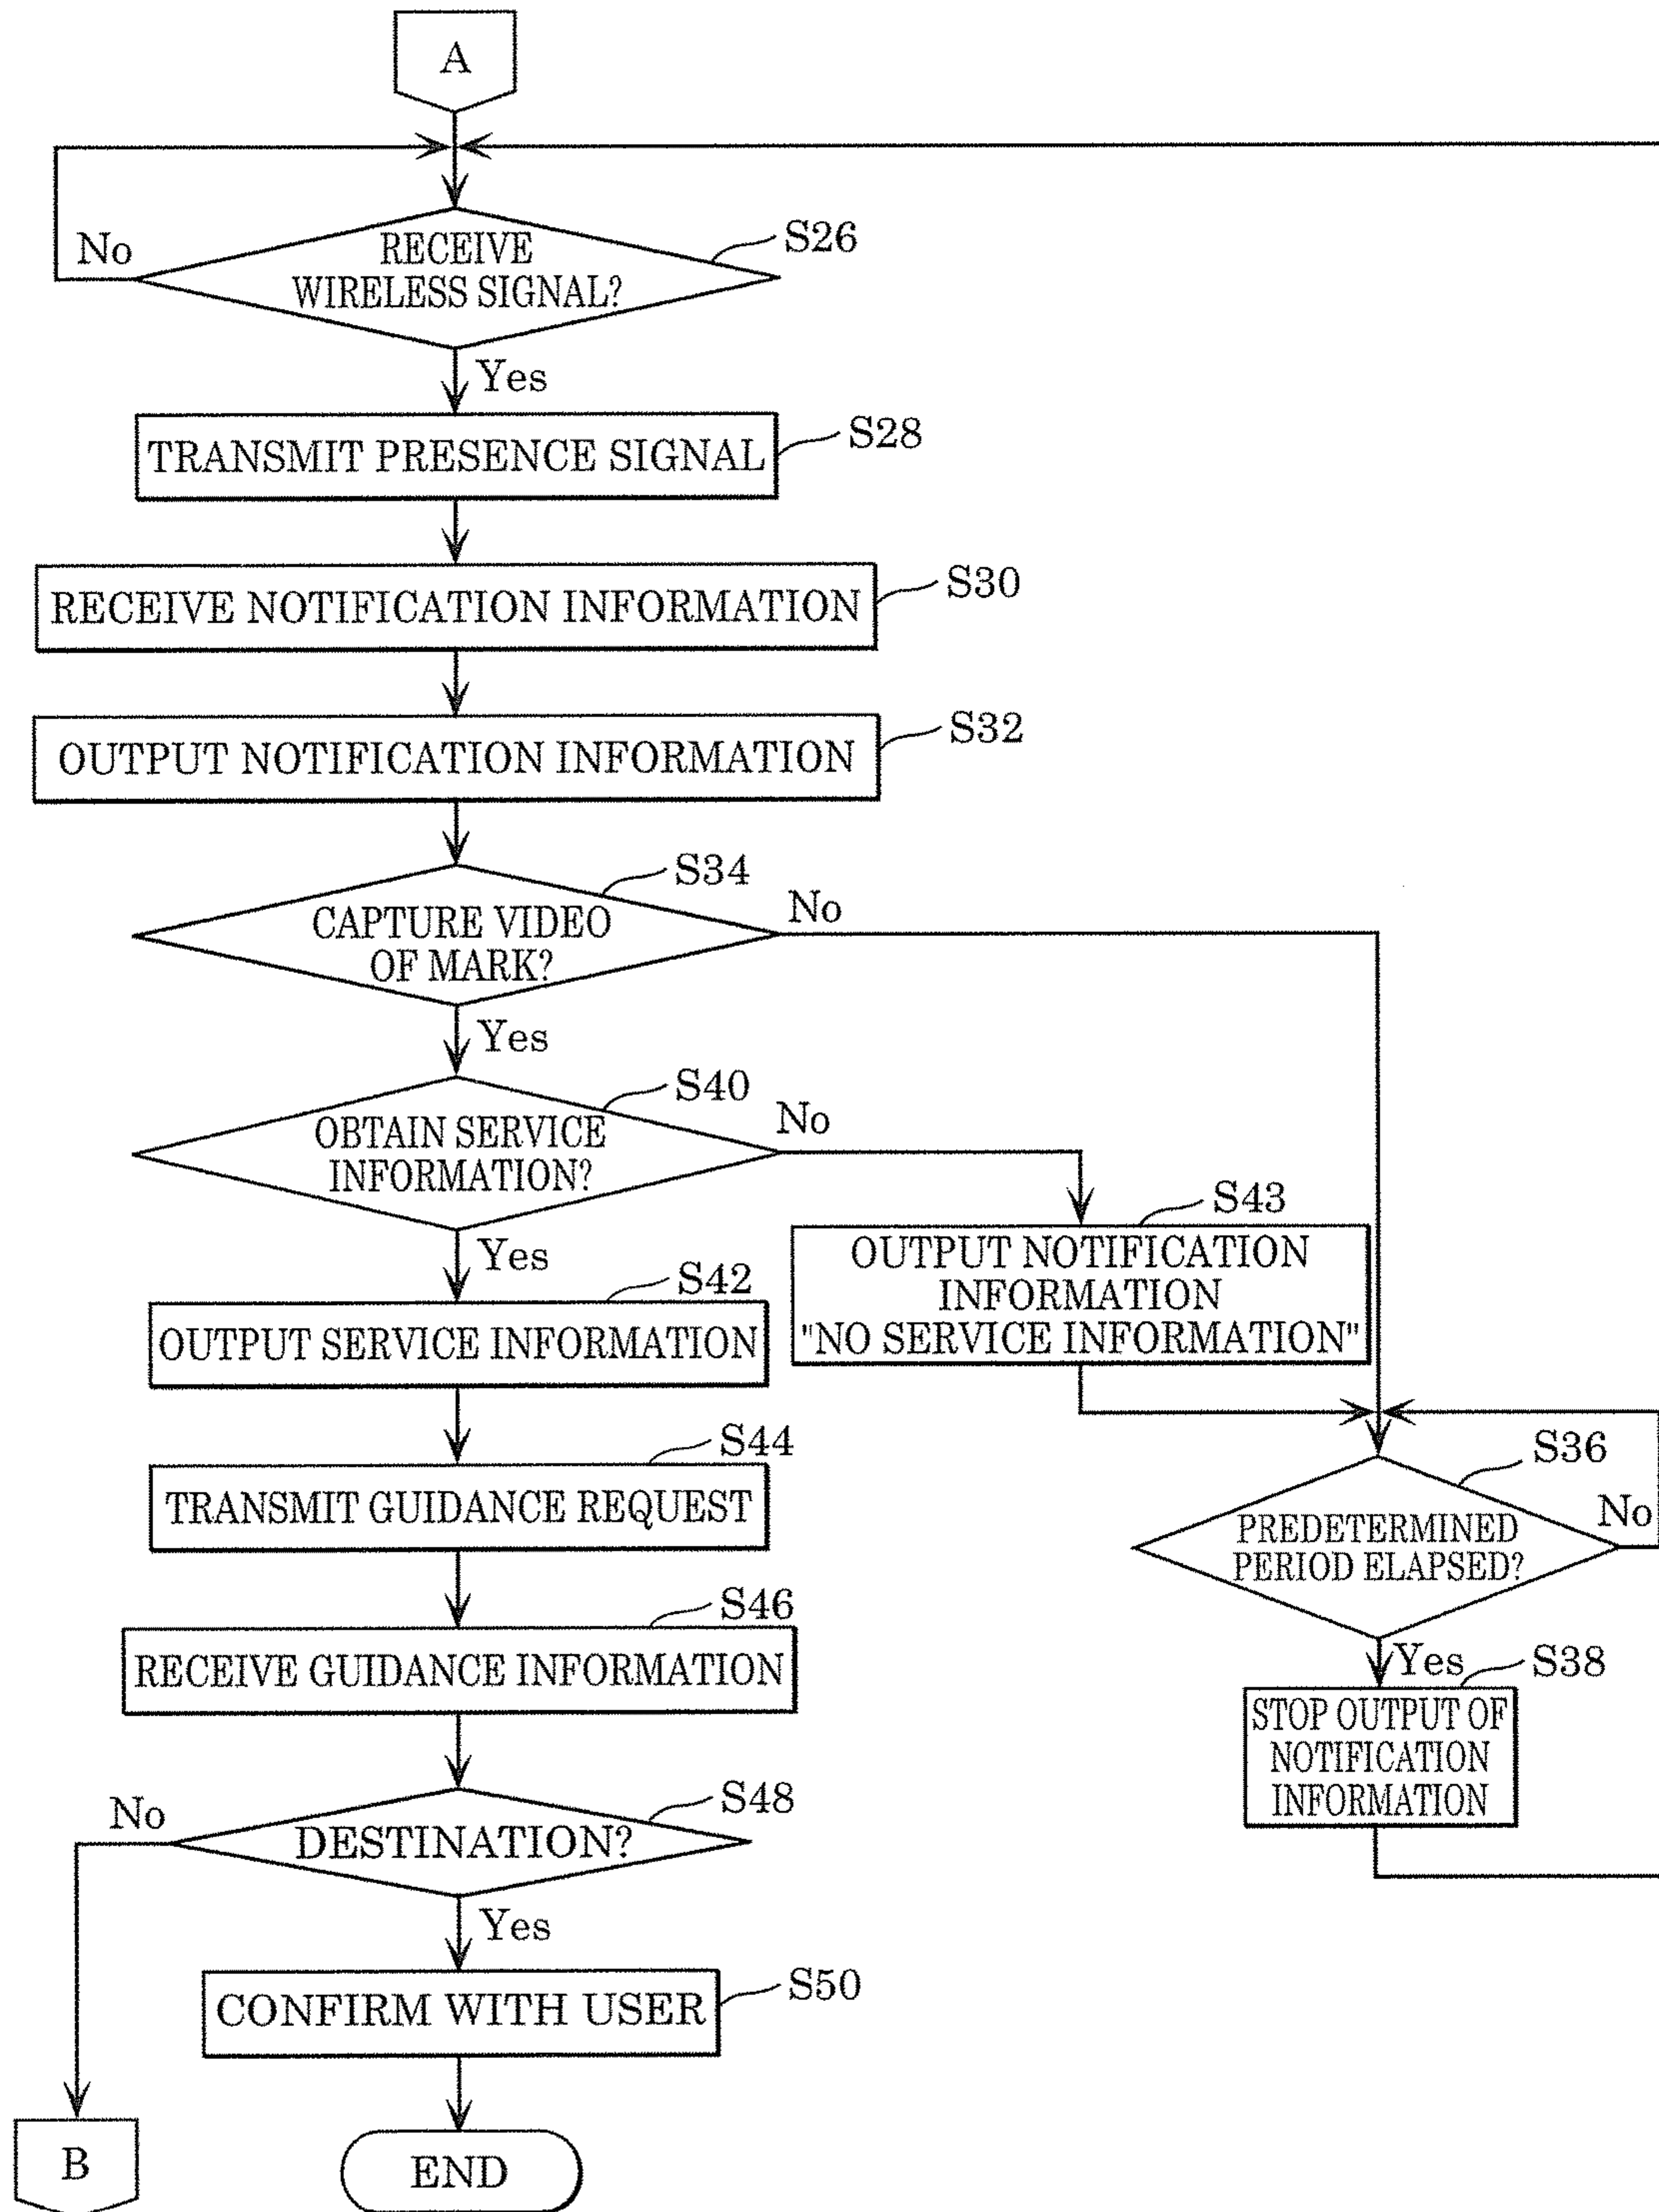 A
No
RECEIVE
WIRELESS SIGNAL?
S26
Yes
TRANSMIT PRESENCE SIGNAL
S28
RECEIVE NOTIFICATION INFORMATION
S30
OUTPUT NOTIFICATION INFORMATION
S32
S34
CAPTURE VIDEO
OF MARK?
No
Yes
S40
OBTAIN SERVICE
INFORMATION?
No
Yes
S43
OUTPUT NOTIFICATION
INFORMATION
"NO SERVICE INFORMATION"
S42
OUTPUT SERVICE INFORMATION
S44
TRANSMIT GUIDANCE REQUEST
S36
No
PREDETERMINED
PERIOD ELAPSED?
Yes
S38
STOP OUTPUT OF
NOTIFICATION
INFORMATION
S46
RECEIVE GUIDANCE INFORMATION
S48
No
DESTINATION?
Yes
S50
CONFIRM WITH USER
B
END